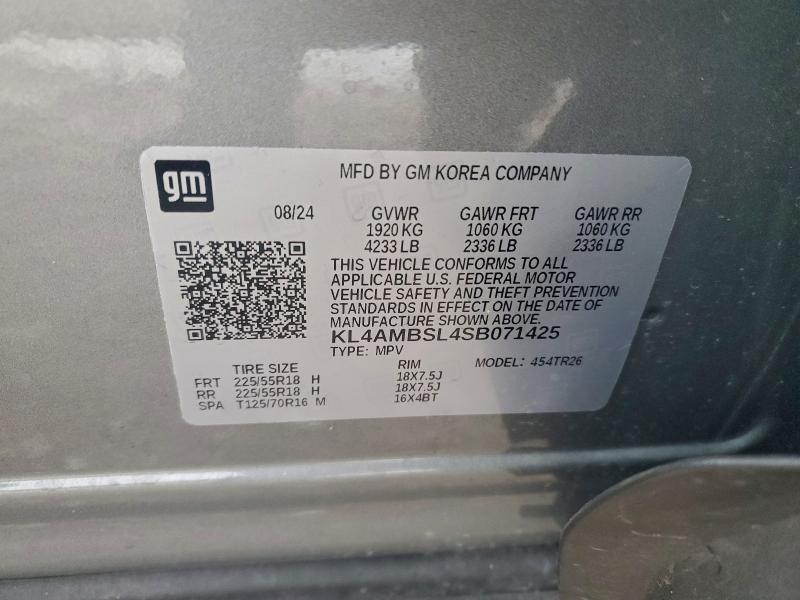 gm
MFD BY GM KOREA COMPANY
08/24 GVWR GAWR FRT GAWR RR
1920 KG 1060 KG 1060 KG
4233 LB 2336 LB 2336 LB
THIS VEHICLE CONFORMS TO ALL
APPLICABLE U.S. FEDERAL MOTOR
VEHICLE SAFETY AND THEFT PREVENTION
STANDARDS IN EFFECT ON THE DATE OF
MANUFACTURE SHOWN ABOVE.
KL4AMBSL4SB071425
TYPE: MPV MODEL: 454TR26
TIRE SIZE RIM
FRT 225/55R18 H 18X7.5J
RR 225/55R18 H 18X7.5J
SPA T125/70R16 M 16X4BT